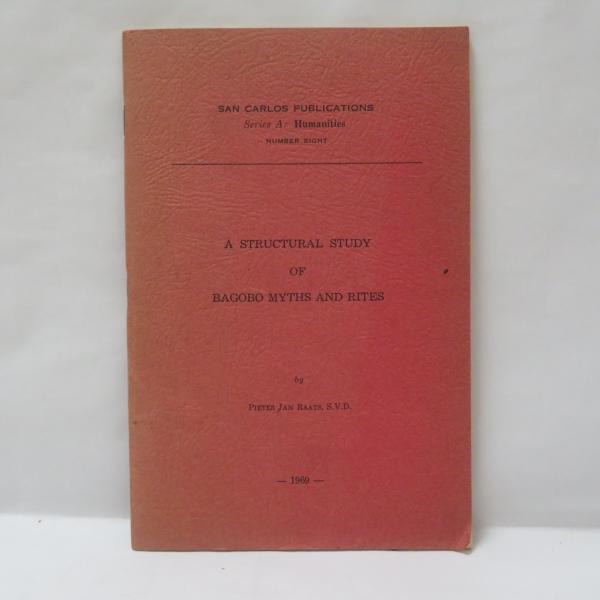 SAN CARLOS PUBLICATIONS
Series A: Humanities
NUMBER EIGHT
A STRUCTURAL STUDY
OF
BAGOBO MYTHS AND RITES
by
PIETER JAN RAATS, S.V.D.
— 1969 —